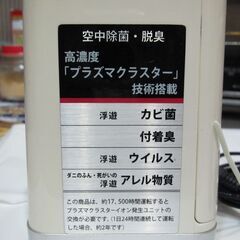 空中除菌・脱臭
高濃度
「プラズマクラスター」
技術搭載
浮遊 カビ菌
付着臭
浮遊 ウイルス
ダニのふん・死がいの
浮遊 アレル物質
この商品は、約17,500時間運転すると
プラズマクラスターイオン発生ユニットの
交換が必要です。(1日24時間連続して運転
した場合、約2年です)